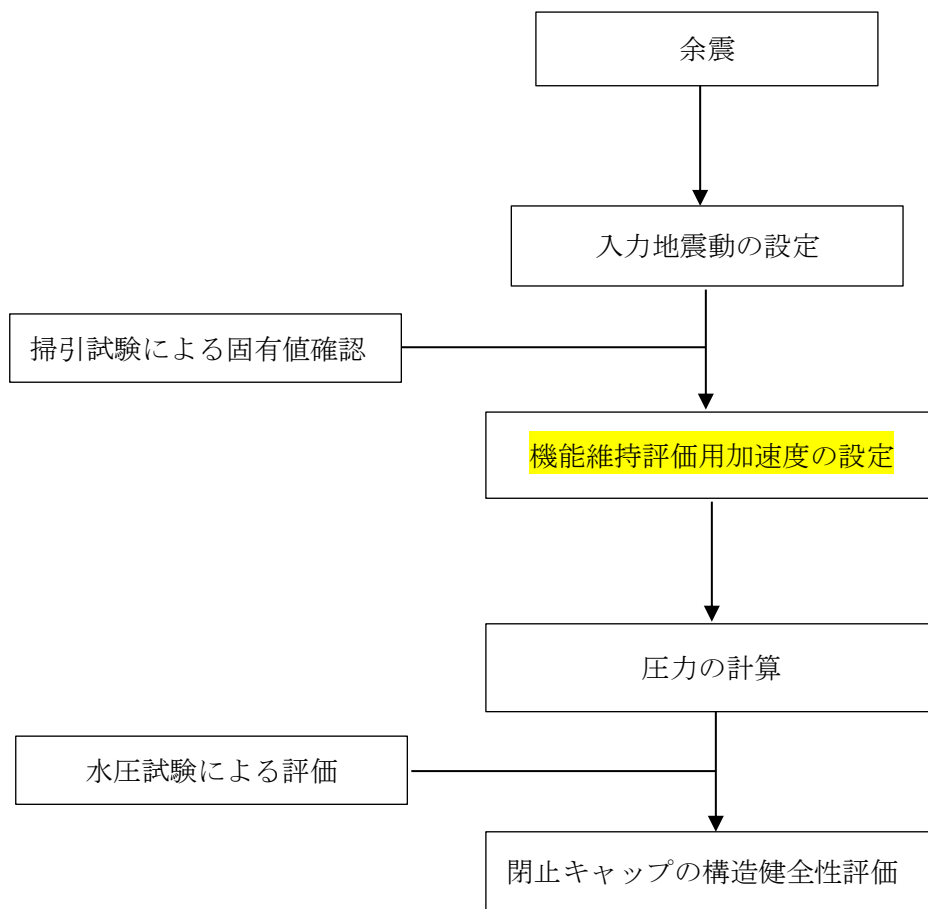 余震
入力地震動の設定
掃引試験による固有値確認
機能維持評価用加速度の設定
圧力の計算
水圧試験による評価
閉止キャップの構造健全性評価